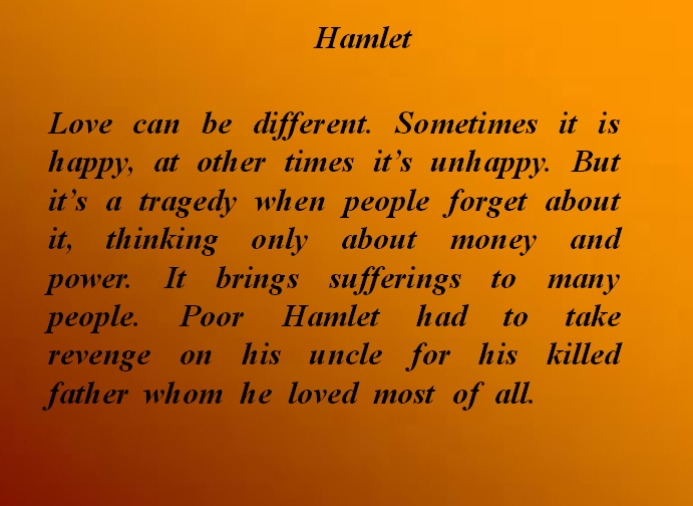 Hamlet
Love can be different. Sometimes it is
happy, at other times it’s unhappy. But
it’s a tragedy when people forget about
it, thinking only about money and
power. It brings sufferings to many
people. Poor Hamlet had to take
revenge on his uncle for his killed
father whom he loved most of all.